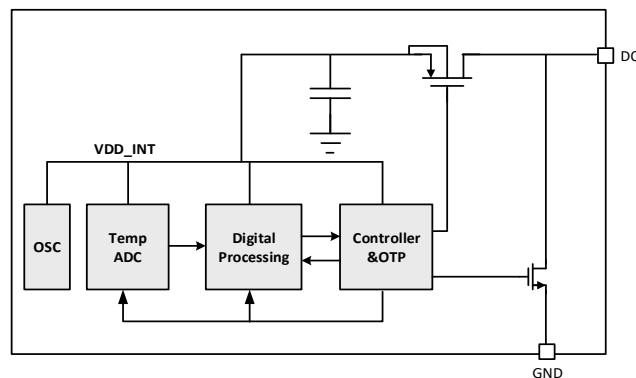 DQ
VDD_INT
OSC
Temp
ADC
Digital
Processing
Controller
&OTP
GND